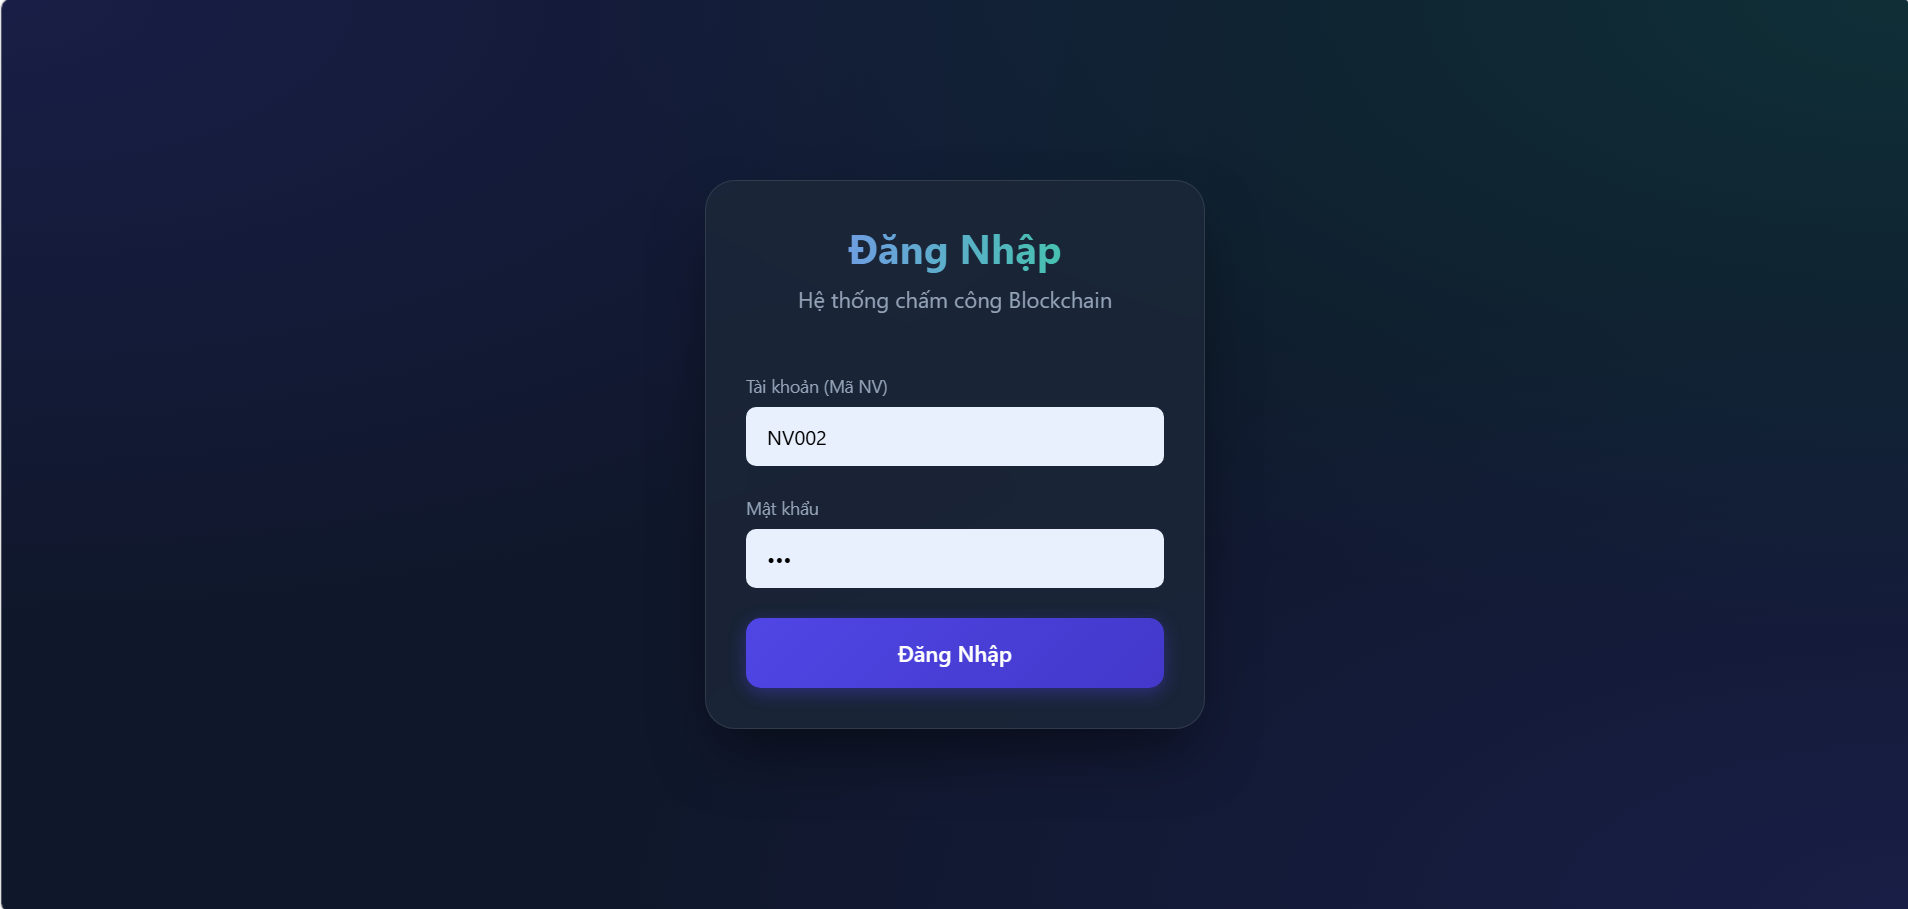 Đăng Nhập
Hệ thống chấm công Blockchain
Tài khoản (Mã NV)
NV002
Mật khẩu
•••
Đăng Nhập